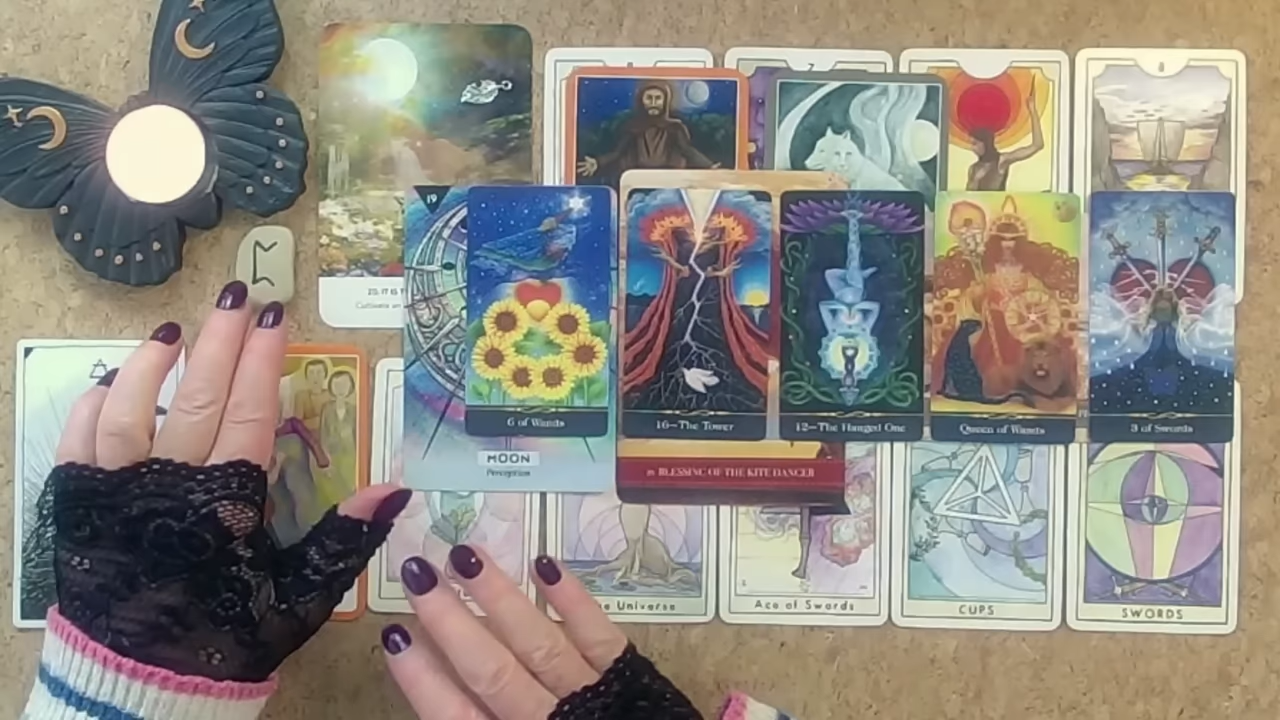 19
6 of Wands
16—The Tower
12—The Hanged One
Queen of Wands
3 of Swords
MOON
Perception
BLESSING OF THE KITE DANCER
Universe
Ace of Swords
CUPS
SWORDS